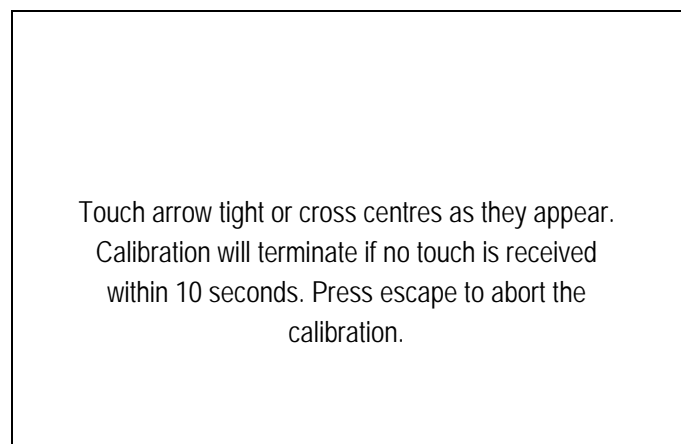 Touch arrow tight or cross centres as they appear.
Calibration will terminate if no touch is received
within 10 seconds. Press escape to abort the
calibration.